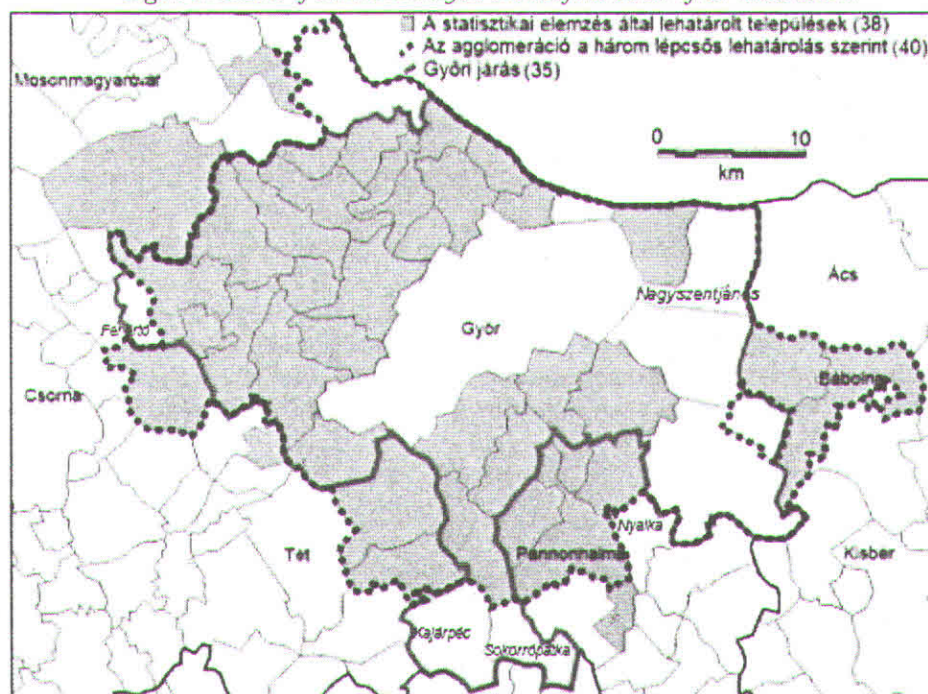 A statisztikai elemzés által lehatárolt települések (38)
Az agglomeráció a három lépcsős lehatárolás szerint (40)
Győri járás (35)
Mosonmagyaróvár
0 10
km
Nagyszentjános
Ács
Győr
Fehértó
Csorna
Bábolna
Nyalka
Tét
Pannonhalma
Kisbér
Kajárpéc
Sokorópátka